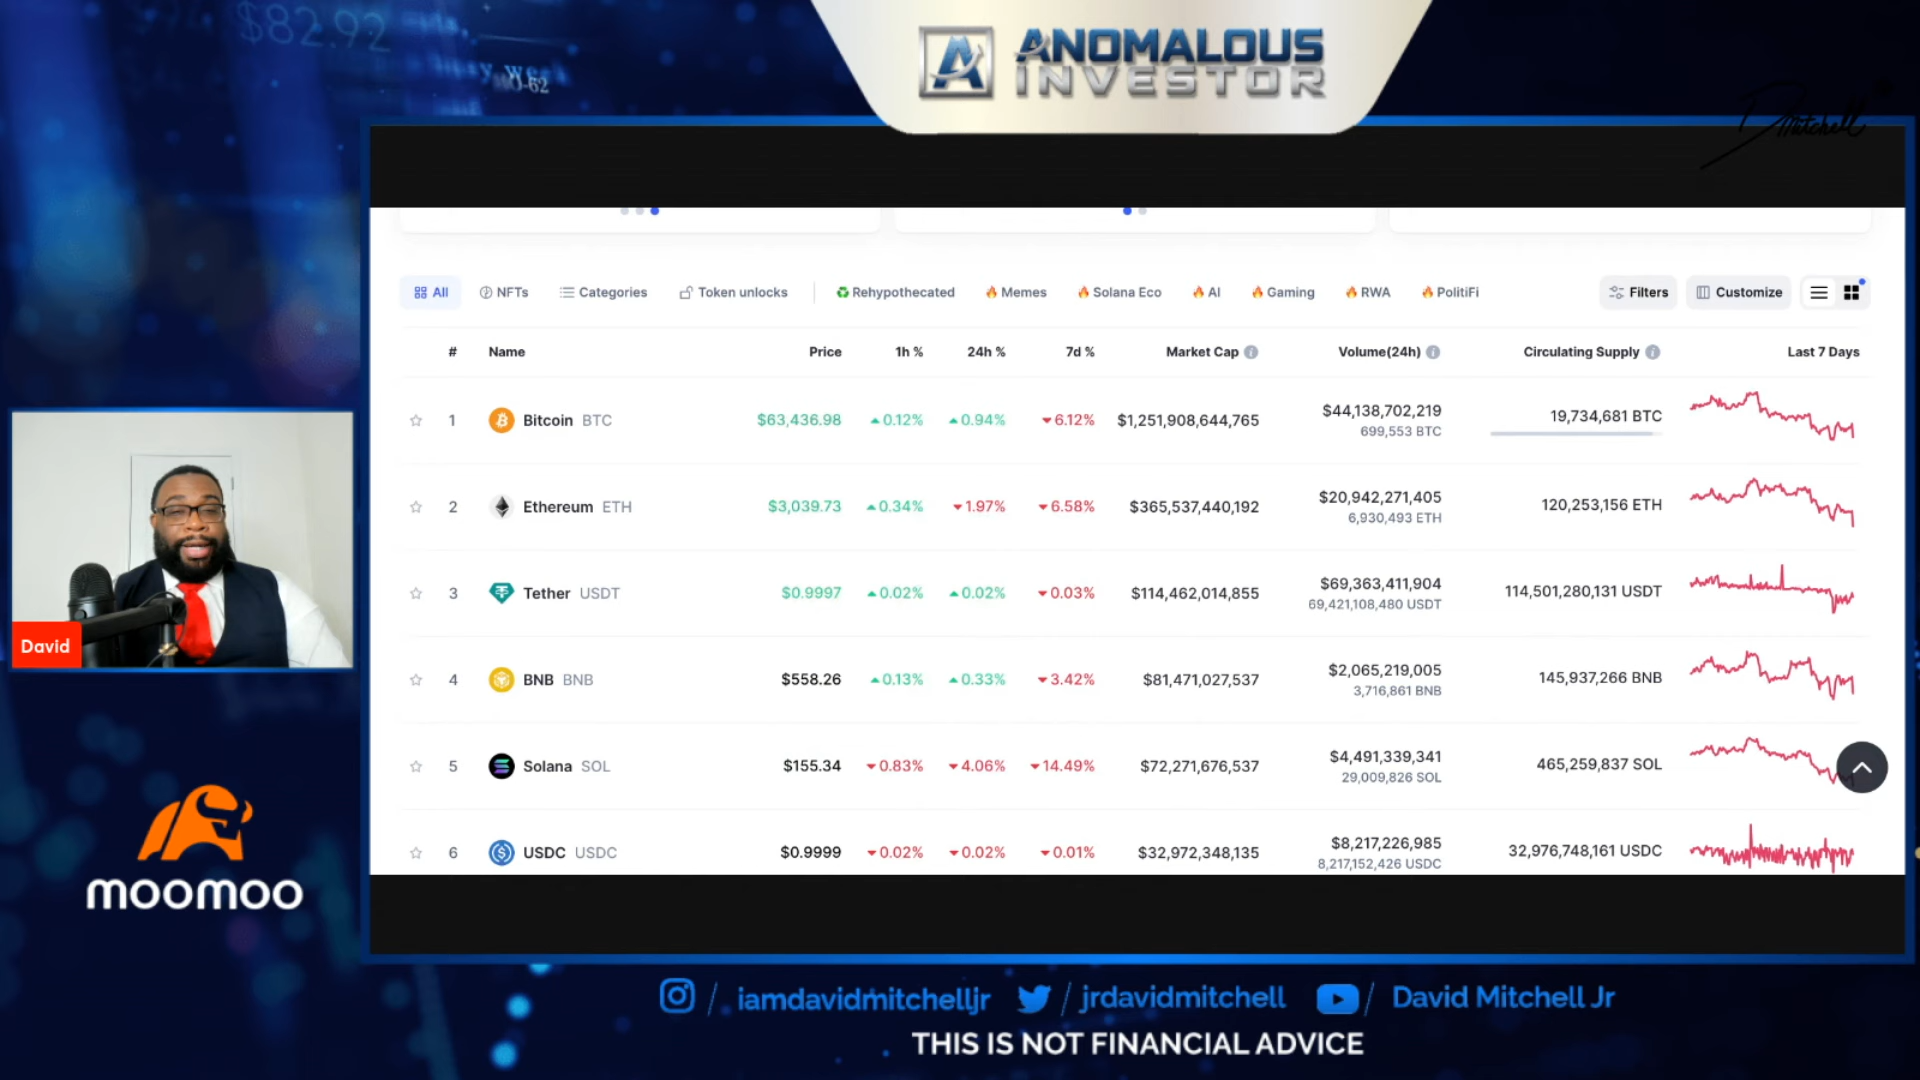 $82.92
ANOMALOUS
INVESTOR
DMitchell
All NFTs Categories Token unlocks Rehypothecated Memes Solana Eco AI Gaming RWA PolitiFi Filters Customize
# Name Price 1h % 24h % 7d % Market Cap Volume(24h) Circulating Supply Last 7 Days
1 Bitcoin BTC $63,436.98 0.12% 0.94% 6.12% $1,251,908,644,765 $44,138,702,219 19,734,681 BTC
699,553 BTC
2 Ethereum ETH $3,039.73 0.34% 1.97% 6.58% $365,537,440,192 $20,942,271,405 120,253,156 ETH
6,930,493 ETH
3 Tether USDT $0.9997 0.02% 0.02% 0.03% $114,462,014,855 $69,363,411,904 114,501,280,131 USDT
69,421,108,480 USDT
4 BNB BNB $558.26 0.13% 0.33% 3.42% $81,471,027,537 $2,065,219,005 145,937,266 BNB
3,716,861 BNB
5 Solana SOL $155.34 0.83% 4.06% 14.49% $72,271,676,537 $4,491,339,341 465,259,837 SOL
29,009,826 SOL
6 USDC USDC $0.9999 0.02% 0.02% 0.01% $32,972,348,135 $8,217,226,985 32,976,748,161 USDC
8,217,152,426 USDC
David
moomoo
/ iamdavidmitchelljr / jrdavidmitchell / David Mitchell Jr
THIS IS NOT FINANCIAL ADVICE